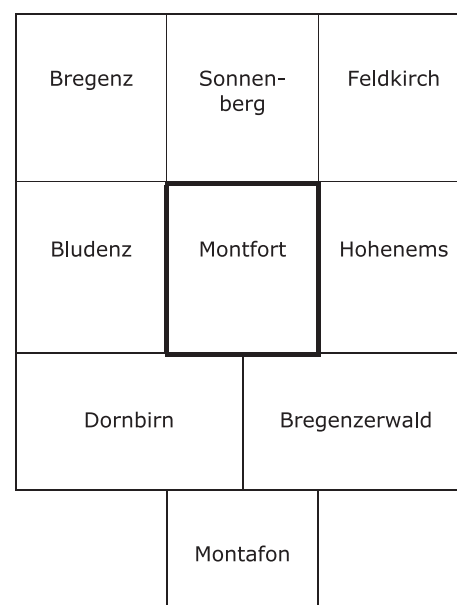 Bregenz
Sonnen-
berg
Feldkirch
Bludenz
Montfort
Hohenems
Dornbirn
Bregenzerwald
Montafon